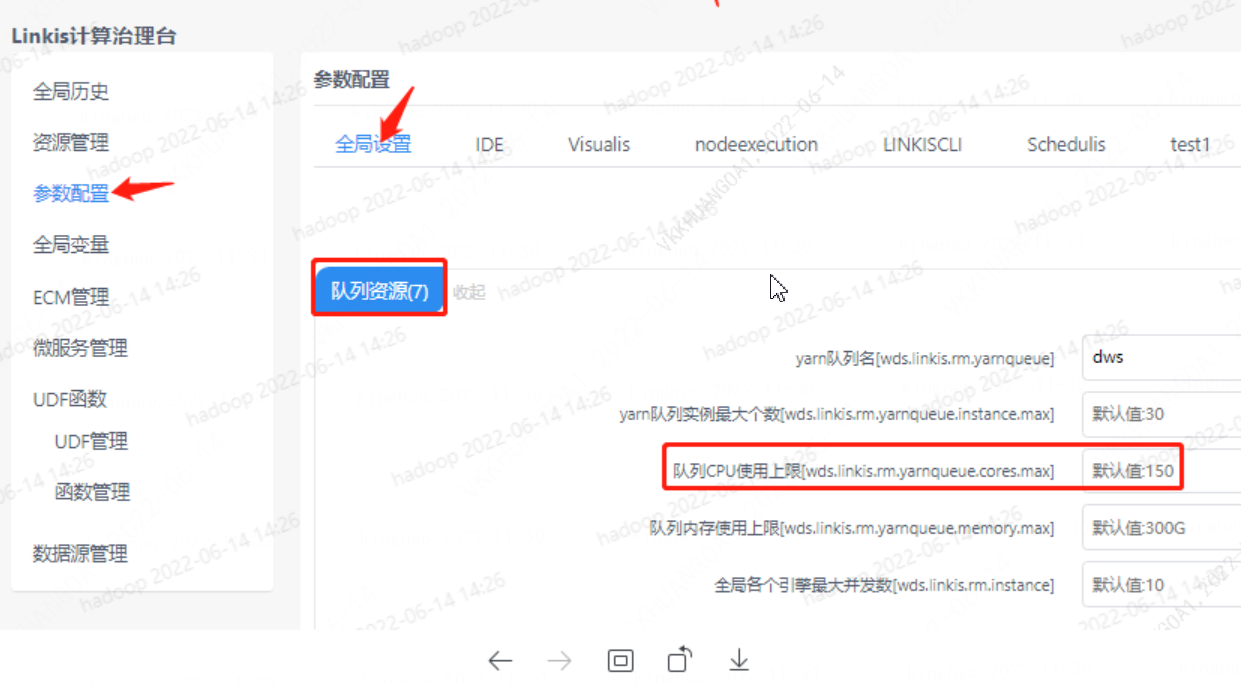 Linkis计算治理台
全局历史
资源管理
参数配置
全局变量
ECM管理
微服务管理
UDF函数
UDF管理
函数管理
数据源管理
参数配置
全局设置 IDE Visualis nodeexecution LINKISCLI Schedulis test1
队列资源(7) 收起
yarn队列名[wds.linkis.rm.yarnqueue] dws
yarn队列实例最大个数[wds.linkis.rm.yarnqueue.instance.max] 默认值:30
队列CPU使用上限[wds.linkis.rm.yarnqueue.cores.max] 默认值:150
队列内存使用上限[wds.linkis.rm.yarnqueue.memory.max] 默认值:300G
全局各个引擎最大并发数[wds.linkis.rm.instance] 默认值:10
hadoop 2022-06-14 14:26